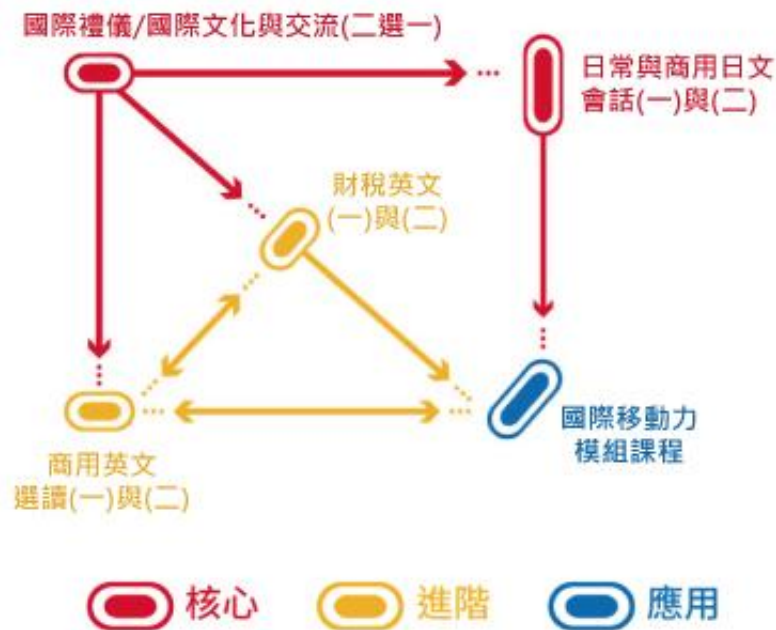 國際禮儀/國際文化與交流(二選一)
日常與商用日文
會話(一)與(二)
財稅英文
(一)與(二)
國際移動力
模組課程
商用英文
選讀(一)與(二)
核心
進階
應用